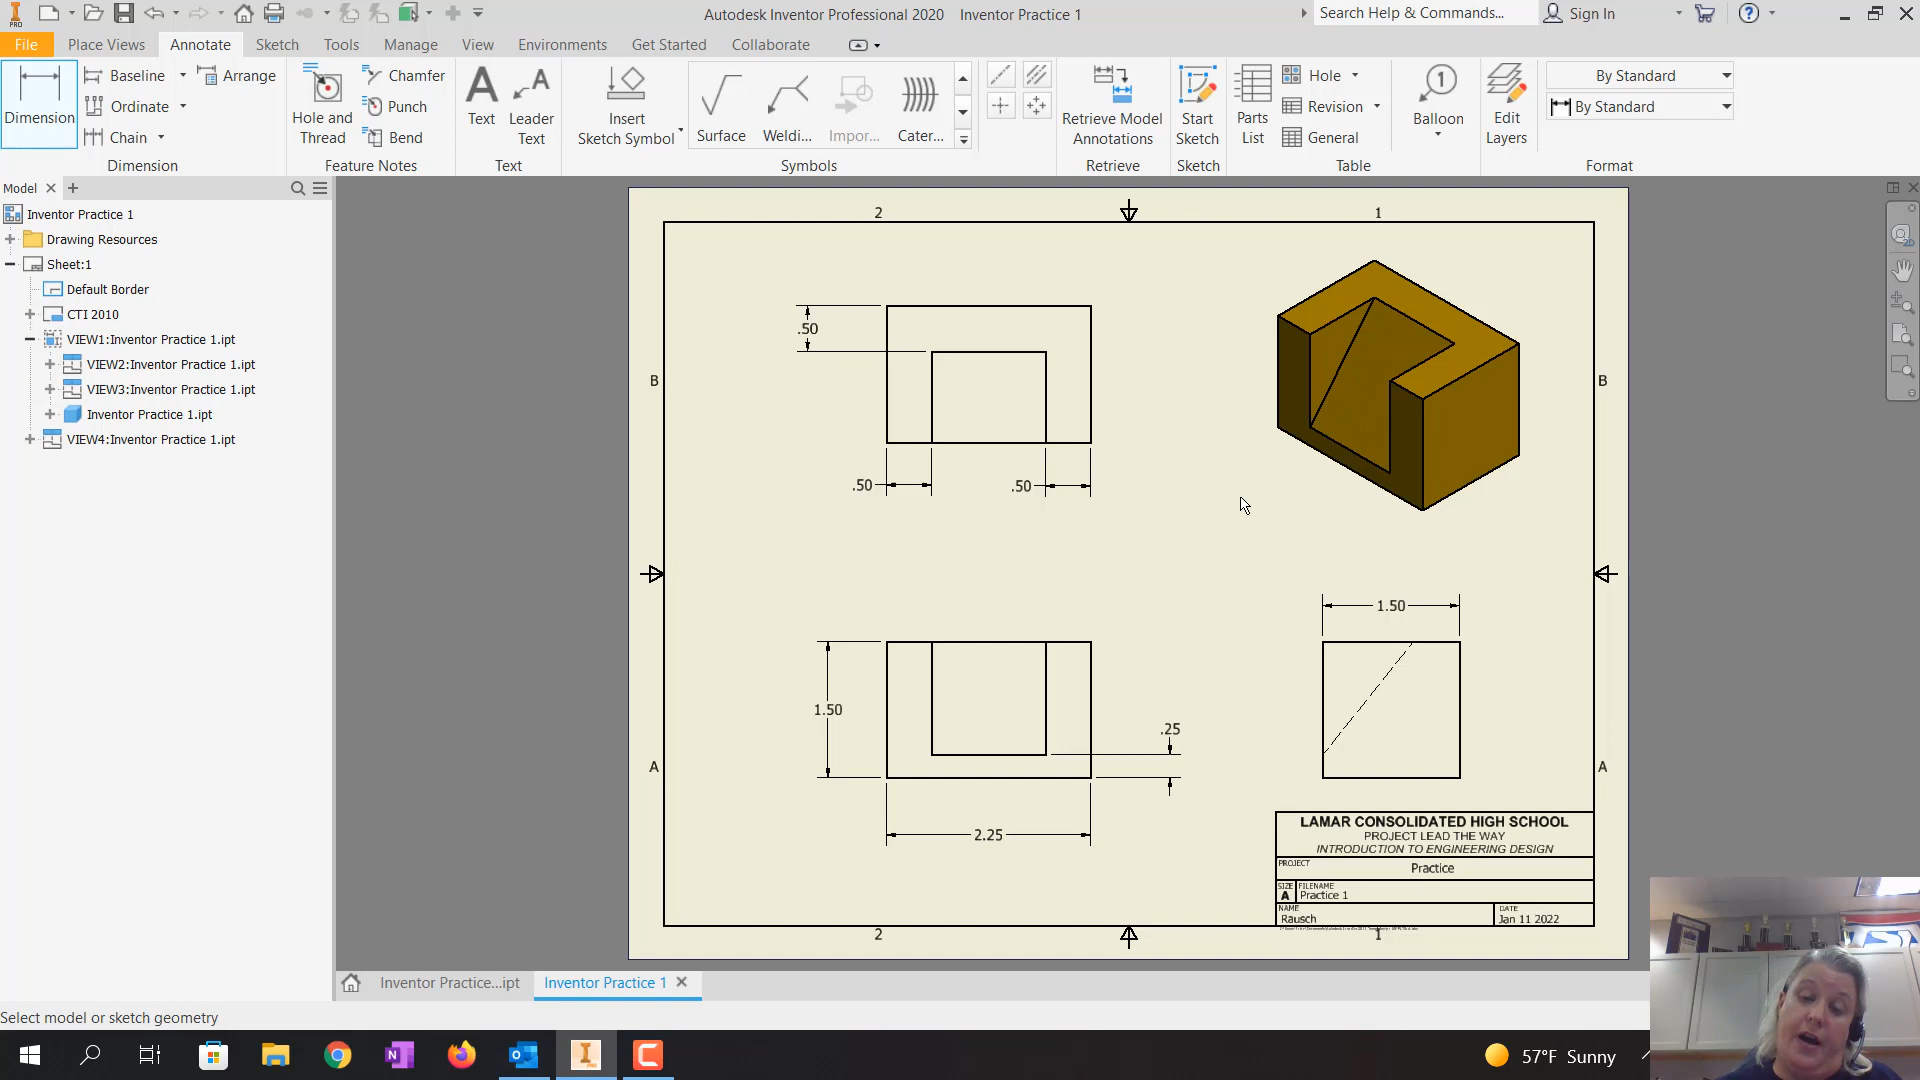 Autodesk Inventor Professional 2020 Inventor Practice 1
Search Help & Commands...
Sign In
PRO
File
Place Views
Annotate
Sketch
Tools
Manage
View
Environments
Get Started
Collaborate
Dimension
Baseline
Ordinate
Chain
Arrange
Dimension
Hole and
Thread
Chamfer
Punch
Bend
Feature Notes
Text
Leader
Text
Text
Insert
Sketch Symbol
Surface
Weldi...
Impor...
Cater...
Symbols
Retrieve Model
Annotations
Retrieve
Start
Sketch
Sketch
Parts
List
Hole
Revision
General
Table
Balloon
Edit
Layers
By Standard
By Standard
Format
Model
Inventor Practice 1
Drawing Resources
Sheet:1
Default Border
CTI 2010
VIEW1:Inventor Practice 1.ipt
VIEW2:Inventor Practice 1.ipt
VIEW3:Inventor Practice 1.ipt
Inventor Practice 1.ipt
VIEW4:Inventor Practice 1.ipt
2
1
B
B
A
A
.50
.50
.50
1.50
1.50
.25
2.25
LAMAR CONSOLIDATED HIGH SCHOOL
PROJECT LEAD THE WAY
INTRODUCTION TO ENGINEERING DESIGN
PROJECT
Practice
SIZE
A
FILENAME
Practice 1
NAME
Rausch
DATE
Jan 11 2022
2
1
Inventor Practice...ipt
Inventor Practice 1
Select model or sketch geometry
57°F Sunny